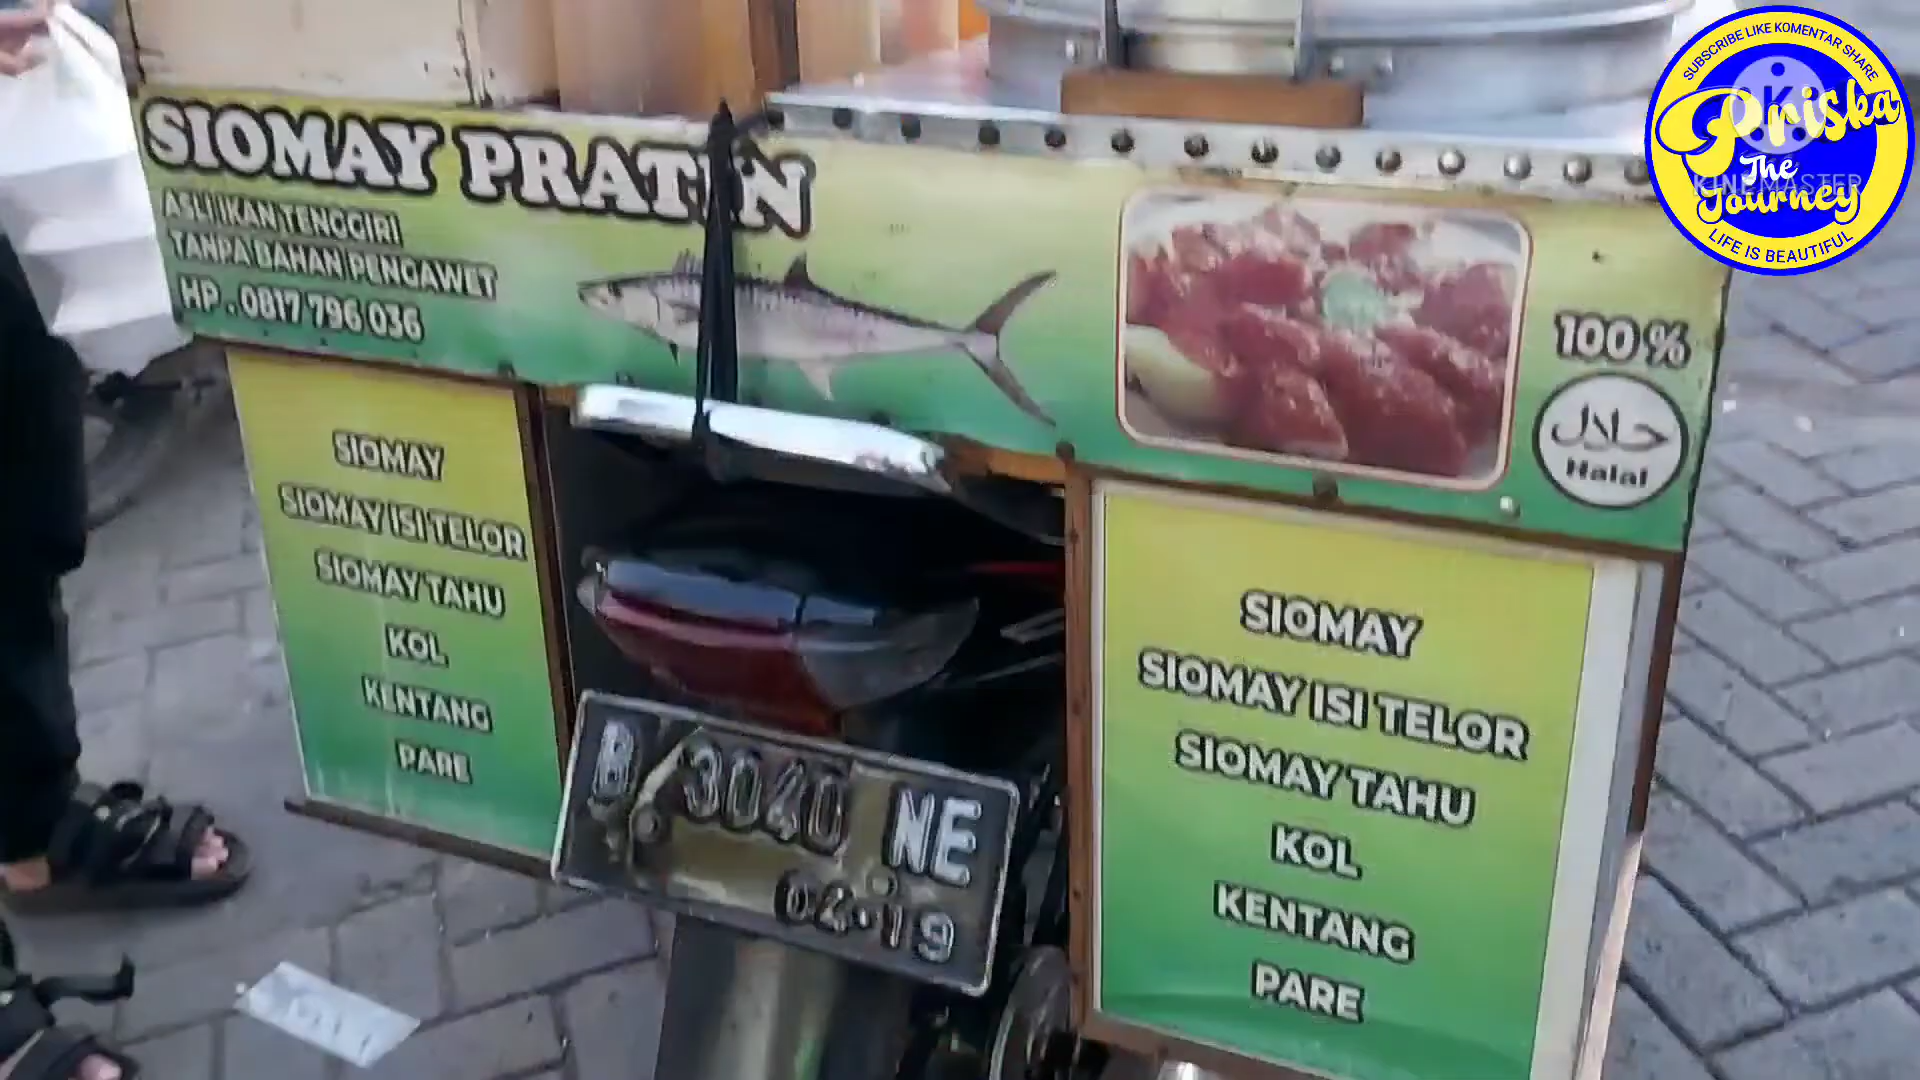 SIOMAY PRATIN
ASLI IKAN TENGGIRI
TANPA BAHAN PENGAWET
HP . 0817 796 036
100 %
حلال
Halal
SIOMAY
SIOMAY ISI TELOR
SIOMAY TAHU
KOL
KENTANG
PARE
B 3040 NE
02·19
SIOMAY
SIOMAY ISI TELOR
SIOMAY TAHU
KOL
KENTANG
PARE
SUBSCRIBE LIKE KOMENTAR SHARE
Priska
The
Journey
KINEMASTER
LIFE IS BEAUTIFUL